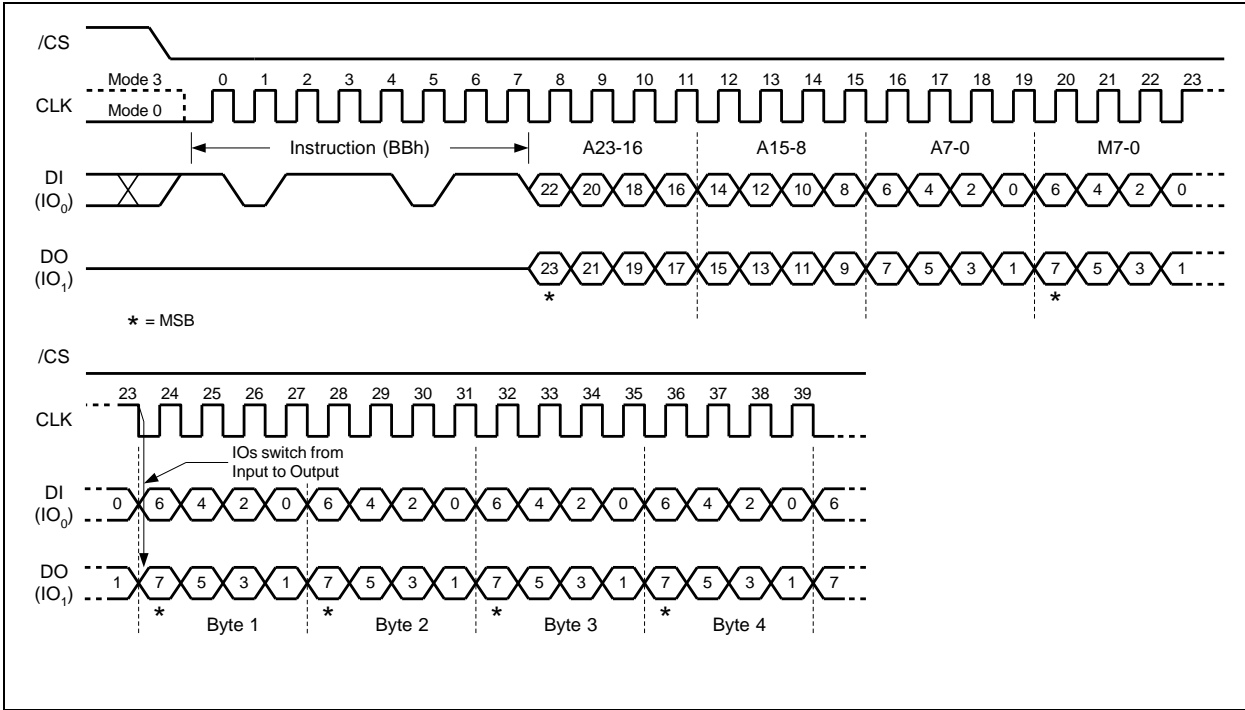 /CS
Mode 3
0 1 2 3 4 5 6 7 8 9 10 11 12 13 14 15 16 17 18 19 20 21 22 23
CLK
Mode 0
Instruction (BBh) A23-16 A15-8 A7-0 M7-0
DI
(IO0)
22 20 18 16 14 12 10 8 6 4 2 0 6 4 2 0
DO
(IO1)
23 21 19 17 15 13 11 9 7 5 3 1 7 5 3 1
* *
* = MSB
/CS
23 24 25 26 27 28 29 30 31 32 33 34 35 36 37 38 39
CLK
IOs switch from
Input to Output
DI
(IO0)
0 6 4 2 0 6 4 2 0 6 4 2 0 6 4 2 0 6
DO
(IO1)
1 7 5 3 1 7 5 3 1 7 5 3 1 7 5 3 1 7
* * * *
Byte 1 Byte 2 Byte 3 Byte 4